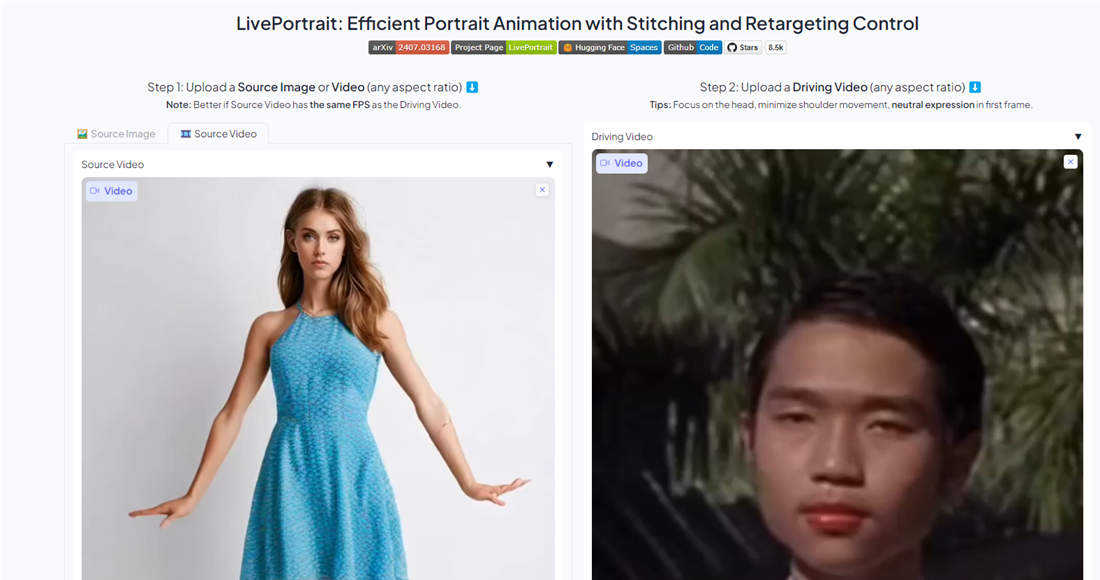 LivePortrait: Efficient Portrait Animation with Stitching and Retargeting Control
arXiv 2407.03168 Project Page LivePortrait Hugging Face Spaces Github Code Stars 8.5k
Step 1: Upload a Source Image or Video (any aspect ratio)
Note: Better if Source Video has the same FPS as the Driving Video.
Source Image Source Video
Source Video
Video
Step 2: Upload a Driving Video (any aspect ratio)
Tips: Focus on the head, minimize shoulder movement, neutral expression in first frame.
Driving Video
Video